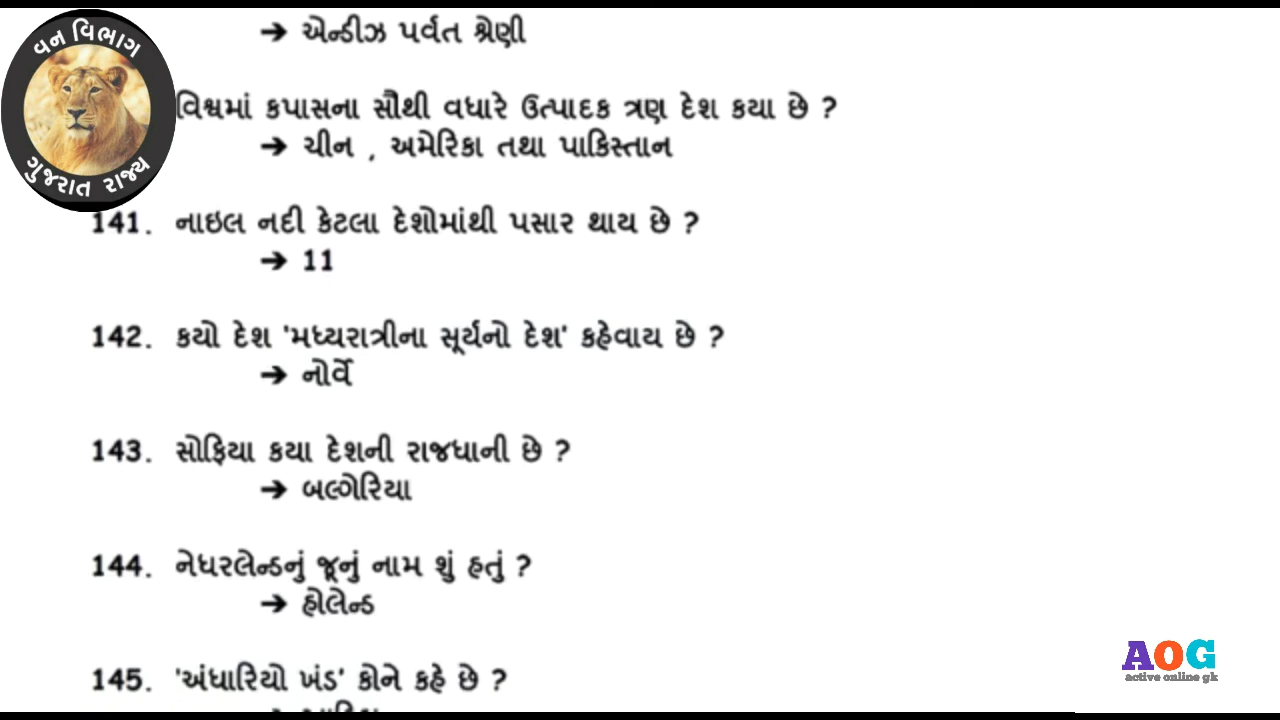 વન વિભાગ
ગુજરાત રાજ્ય
➔ એન્ડીઝ પર્વત શ્રેણી
વિશ્વમાં કપાસના સૌથી વધારે ઉત્પાદક ત્રણ દેશ કયા છે ?
➔ ચીન , અમેરિકા તથા પાકિસ્તાન
141. નાઇલ નદી કેટલા દેશોમાંથી પસાર થાય છે ?
➔ 11
142. કયો દેશ 'મધ્યરાત્રીના સૂર્યનો દેશ' કહેવાય છે ?
➔ નોર્વે
143. સોફિયા કયા દેશની રાજધાની છે ?
➔ બલ્ગેરિયા
144. નેધરલેન્ડનું જૂનું નામ શું હતું ?
➔ હોલેન્ડ
145. 'અંધારિયો ખંડ' કોને કહે છે ?
AOG
active online gk